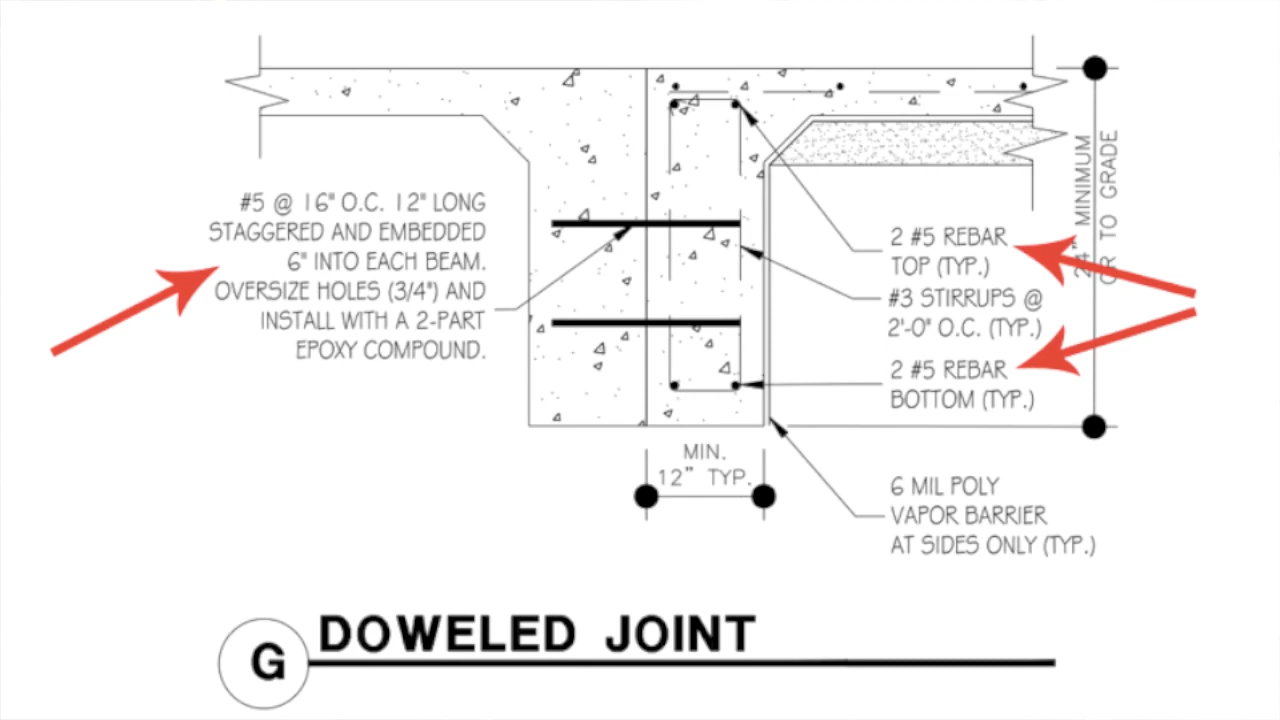 #5 @ 16" O.C. 12" LONG
STAGGERED AND EMBEDDED
6" INTO EACH BEAM.
OVERSIZE HOLES (3/4") AND
INSTALL WITH A 2-PART
EPOXY COMPOUND.
2 #5 REBAR
TOP (TYP.)
#3 STIRRUPS @
2'-0" O.C. (TYP.)
2 #5 REBAR
BOTTOM (TYP.)
24" MINIMUM
OR TO GRADE
MIN.
12" TYP.
6 MIL POLY
VAPOR BARRIER
AT SIDES ONLY (TYP.)
G DOWELED JOINT